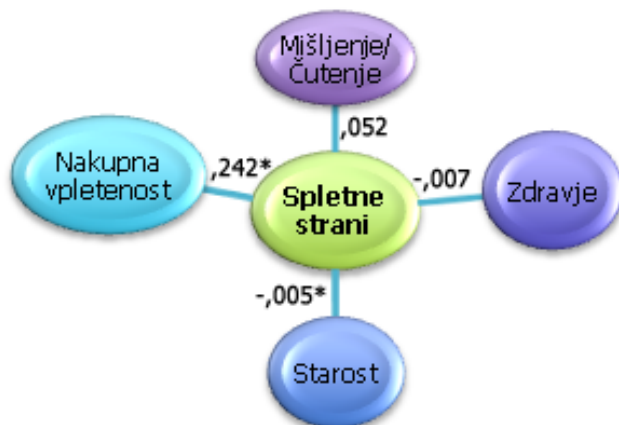 Mišljenje/
Čutenje
,052
Nakupna
vpletenost
,242*
Spletne
strani
-,007
Zdravje
-,005*
Starost